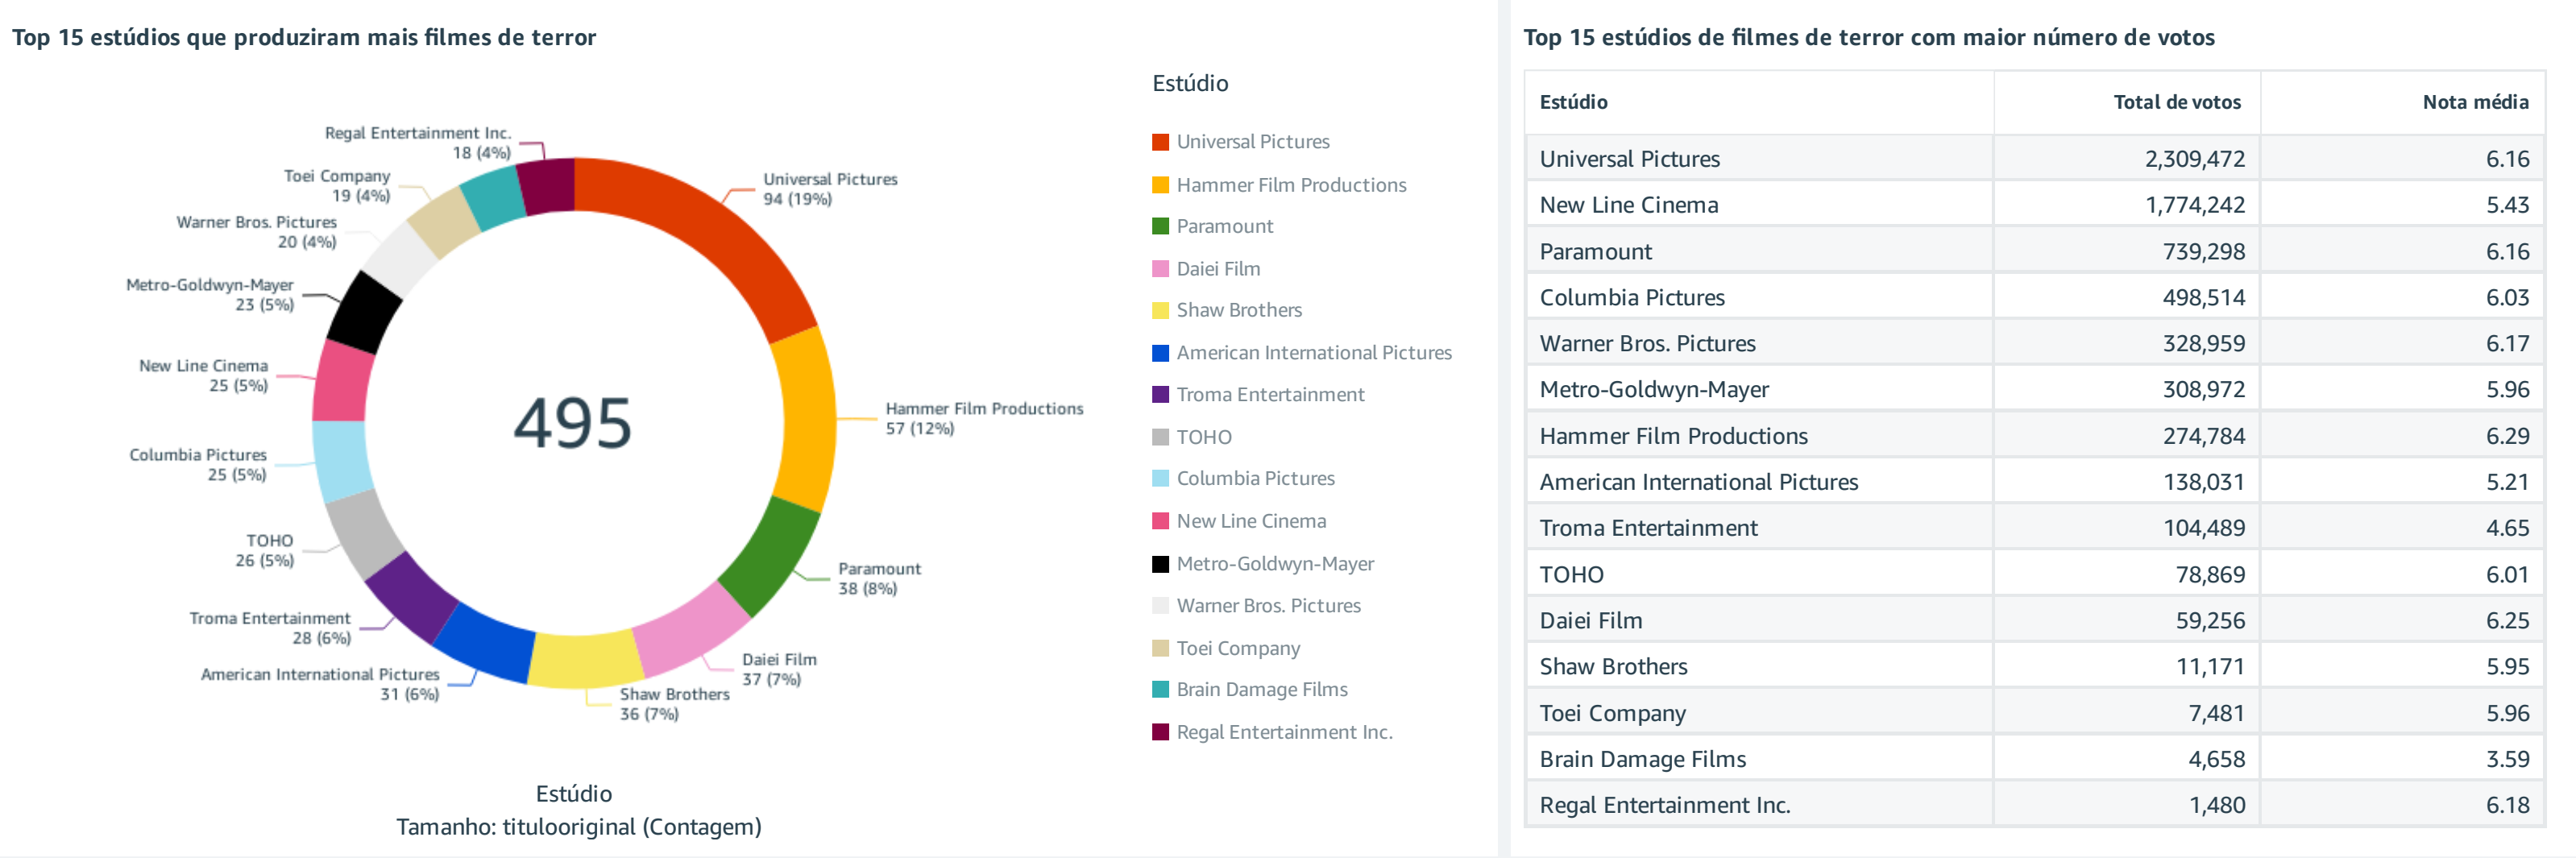 Top 15 estúdios que produziram mais filmes de terror
Regal Entertainment Inc.
18 (4%)
Toei Company
19 (4%)
Warner Bros. Pictures
20 (4%)
Metro-Goldwyn-Mayer
23 (5%)
New Line Cinema
25 (5%)
Columbia Pictures
25 (5%)
TOHO
26 (5%)
Troma Entertainment
28 (6%)
American International Pictures
31 (6%)
Shaw Brothers
36 (7%)
Daiei Film
37 (7%)
Paramount
38 (8%)
Hammer Film Productions
57 (12%)
Universal Pictures
94 (19%)
495
Estúdio
Tamanho: titulooriginal (Contagem)
Estúdio
Universal Pictures
Hammer Film Productions
Paramount
Daiei Film
Shaw Brothers
American International Pictures
Troma Entertainment
TOHO
Columbia Pictures
New Line Cinema
Metro-Goldwyn-Mayer
Warner Bros. Pictures
Toei Company
Brain Damage Films
Regal Entertainment Inc.
Top 15 estúdios de filmes de terror com maior número de votos
Estúdio Total de votos Nota média
Universal Pictures 2,309,472 6.16
New Line Cinema 1,774,242 5.43
Paramount 739,298 6.16
Columbia Pictures 498,514 6.03
Warner Bros. Pictures 328,959 6.17
Metro-Goldwyn-Mayer 308,972 5.96
Hammer Film Productions 274,784 6.29
American International Pictures 138,031 5.21
Troma Entertainment 104,489 4.65
TOHO 78,869 6.01
Daiei Film 59,256 6.25
Shaw Brothers 11,171 5.95
Toei Company 7,481 5.96
Brain Damage Films 4,658 3.59
Regal Entertainment Inc. 1,480 6.18